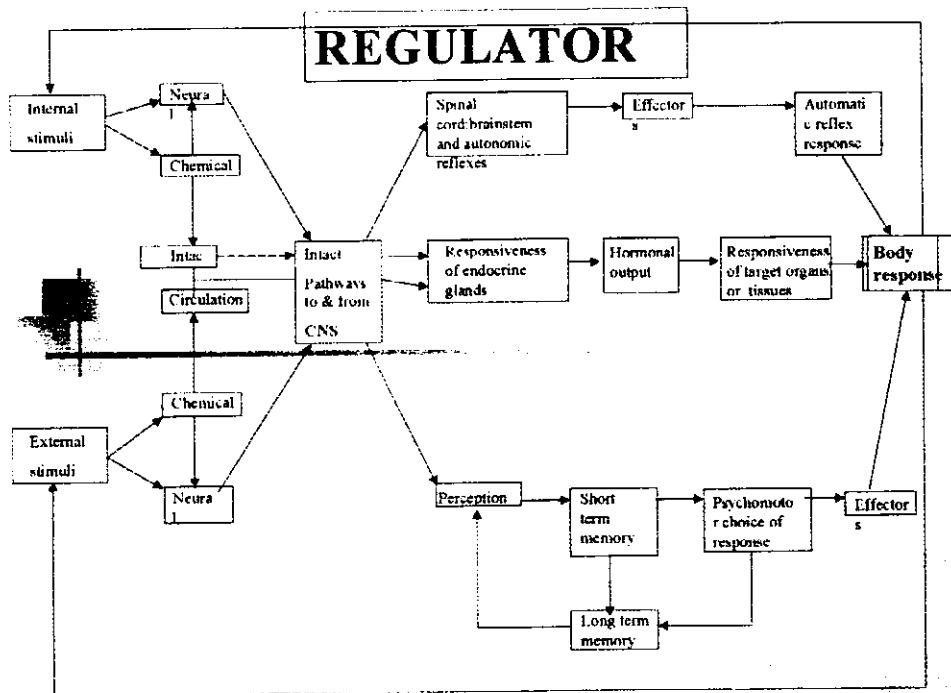 REGULATOR
Internal
stimuli
Neura
l
Chemical
Intac
Circulation
Chemical
Neura
l
External
stimuli
Intact
Pathways
to & from
CNS
Spinal
cord:brainstem
and autonomic
reflexes
Effector
s
Automati
c reflex
response
Responsiveness
of endocrine
glands
Hormonal
output
Responsiveness
of target organs
or tissues
Body
response
Perception
Short
term
memory
Psychomoto
r choice of
response
Effector
s
Long term
memory